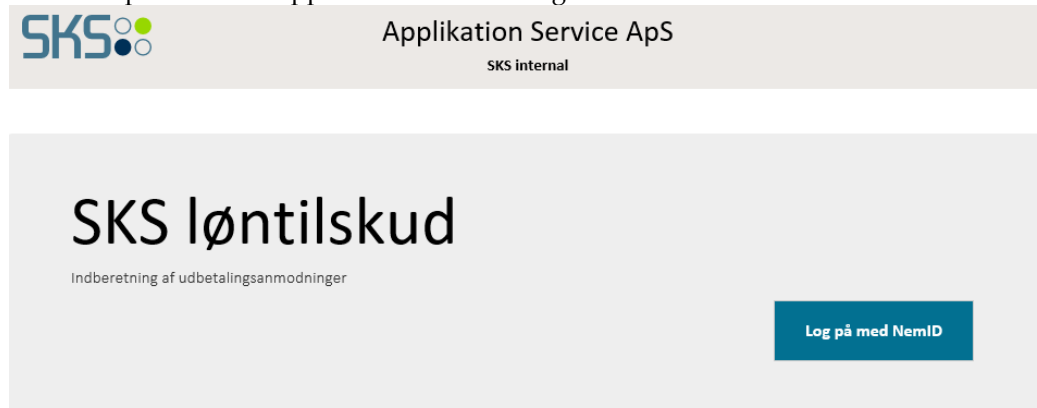 SKS
Applikation Service ApS
SKS internal
SKS løntilskud
Indberetning af udbetalingsanmodninger
Log på med NemID